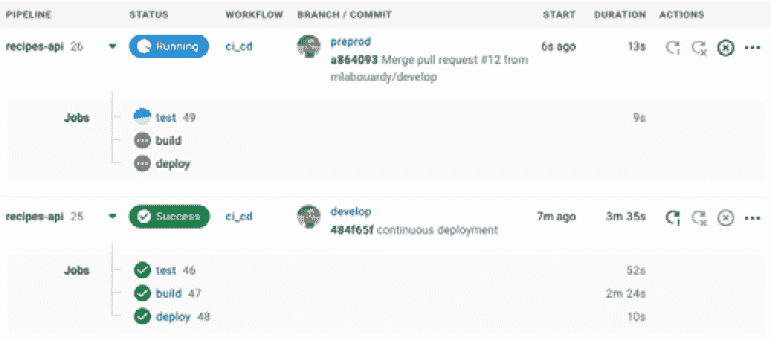 PIPELINE STATUS WORKFLOW BRANCH / COMMIT START DURATION ACTIONS
recipes-api 26 Running ci_cd preprod 6s ago 13s
a864093 Merge pull request #12 from
mlabouardy/develop
Jobs test 49 9s
build
deploy
recipes-api 25 Success ci_cd develop 7m ago 3m 35s
484f65f continuous deployment
Jobs test 46 52s
build 47 2m 24s
deploy 48 10s